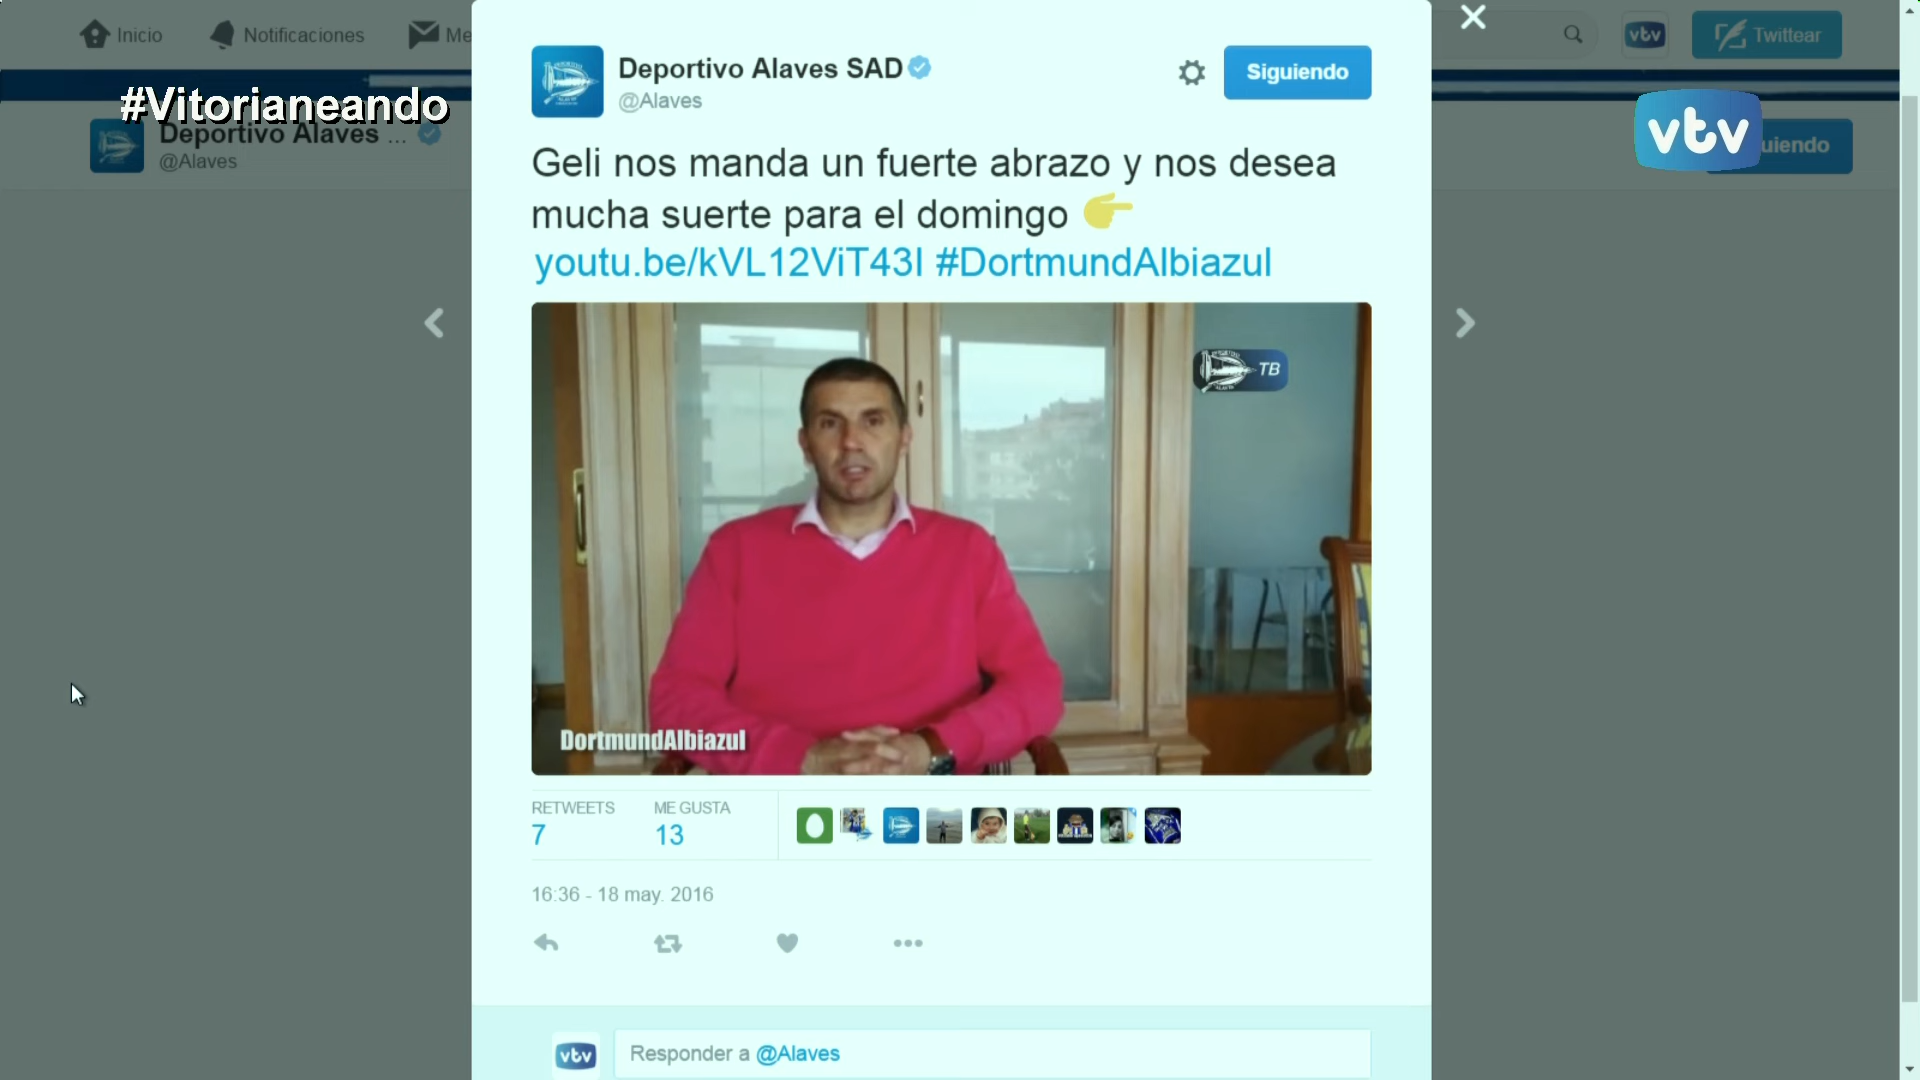 Inicio
Notificaciones
Me
vtv
Twittear
#Vitorianeando
Deportivo Alaves ...
@Alaves
uiendo
vtv
Deportivo Alaves SAD
@Alaves
Siguiendo
Geli nos manda un fuerte abrazo y nos desea
mucha suerte para el domingo
youtu.be/kVL12ViT43I #DortmundAlbiazul
TB
DortmundAlbiazul
RETWEETS
7
ME GUSTA
13
16:36 - 18 may. 2016
vtv
Responder a @Alaves